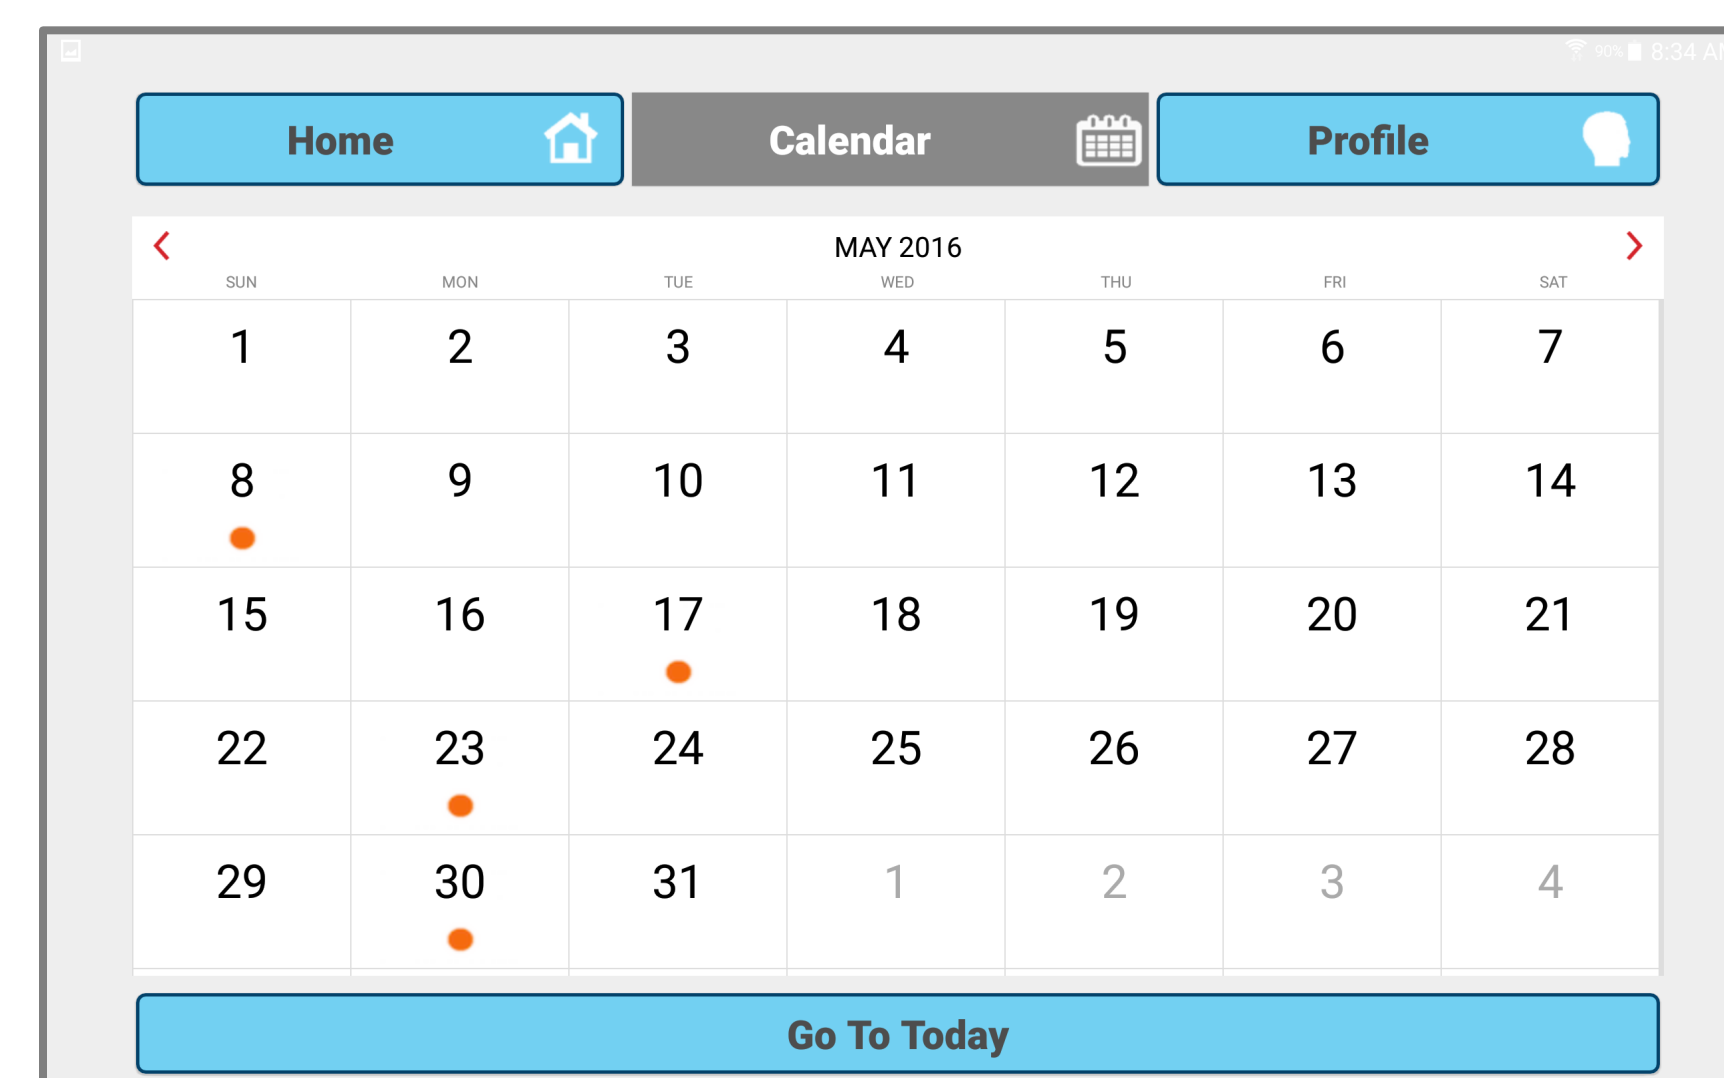 90% 8:34 AM
Home Calendar Profile
MAY 2016
SUN MON TUE WED THU FRI SAT
1 2 3 4 5 6 7
8 9 10 11 12 13 14
15 16 17 18 19 20 21
22 23 24 25 26 27 28
29 30 31 1 2 3 4
Go To Today